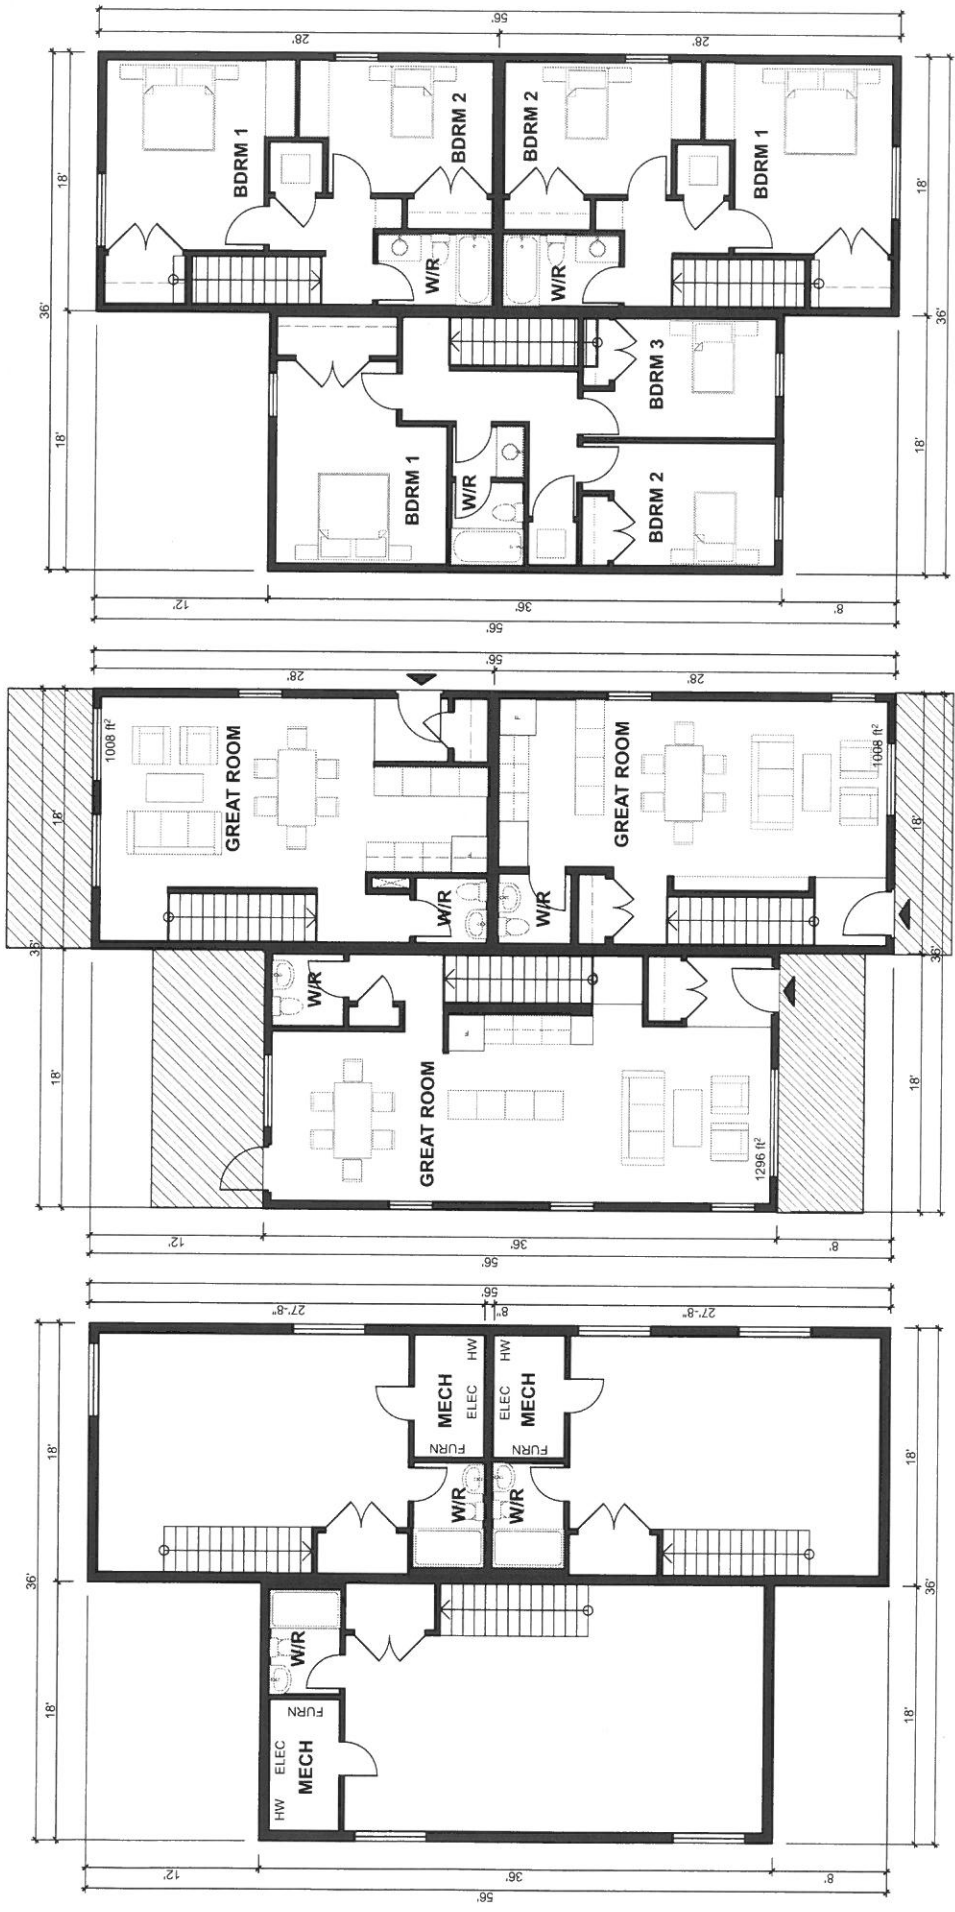 56'
28'
28'
18'
36'
18'
BDRM 1
BDRM 2
BDRM 2
BDRM 1
W/R
W/R
18'
36'
18'
BDRM 1
W/R
BDRM 3
BDRM 2
12'
36'
8'
56'
56'
28'
28'
18'
36'
18'
1008 ft²
GREAT ROOM
GREAT ROOM
1008 ft²
W/R
W/R
18'
36'
18'
W/R
GREAT ROOM
1296 ft²
12'
36'
8'
56'
56'
27'-8"
8"
27'-8"
18'
36'
18'
HW
ELEC
MECH
FURN
HW
ELEC
MECH
FURN
W/R
W/R
18'
36'
18'
W/R
FURN
ELEC
HW
MECH
12'
36'
8'
56'